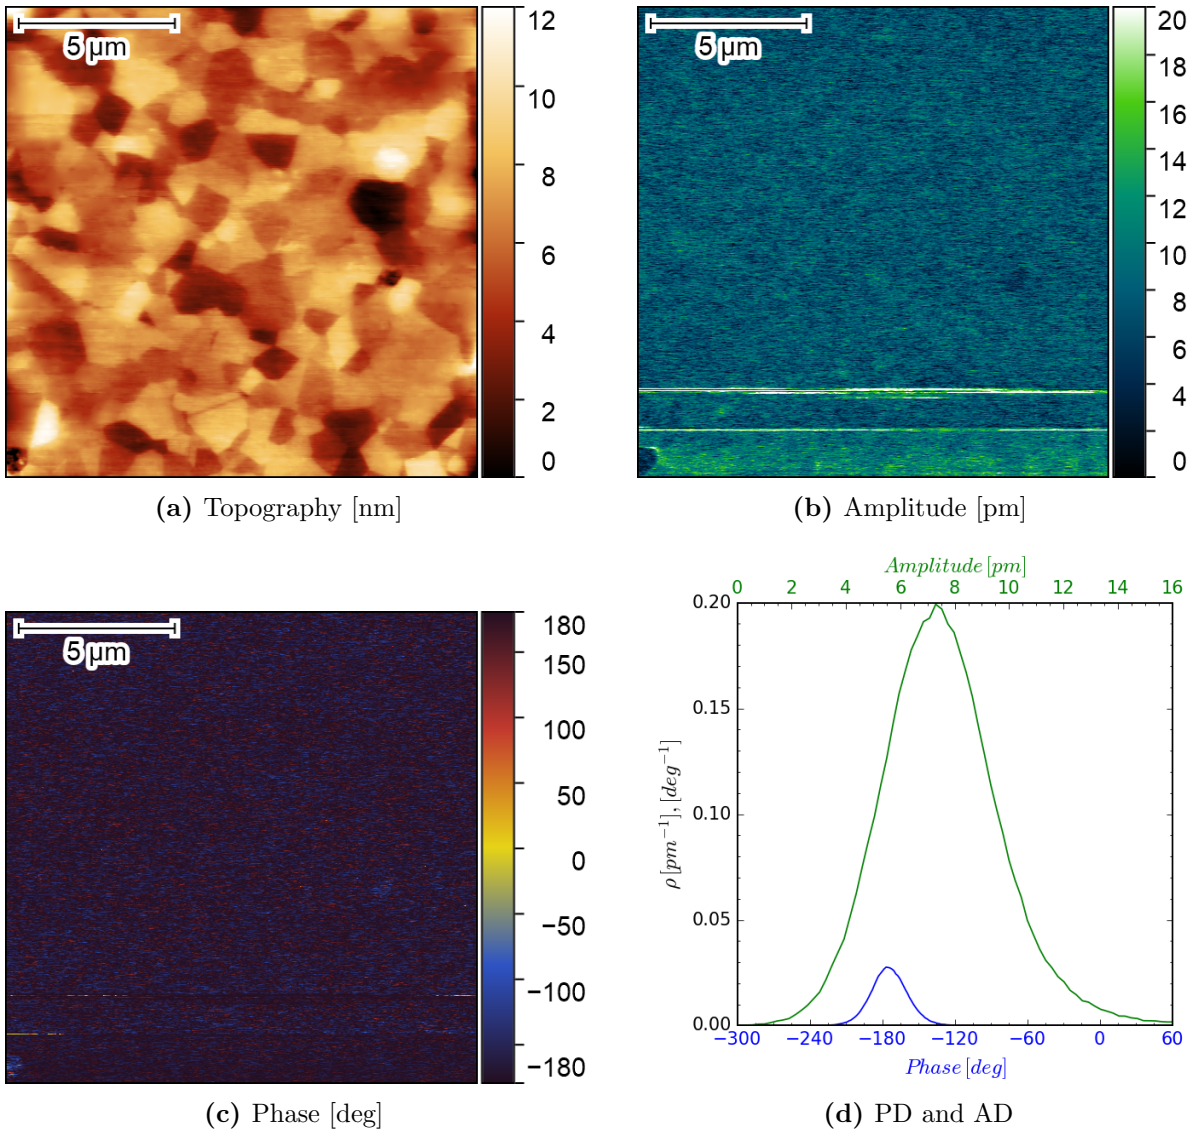 5 µm
12
10
8
6
4
2
0
(a) Topography [nm]
5 µm
20
18
16
14
12
10
8
6
4
0
(b) Amplitude [pm]
5 µm
180
150
100
50
0
−50
−100
−180
(c) Phase [deg]
Amplitude [pm]
0 2 4 6 8 10 12 14 16
0.20
0.15
0.10
0.05
0.00
ρ [pm⁻¹], [deg⁻¹]
−300 −240 −180 −120 −60 0 60
Phase [deg]
(d) PD and AD